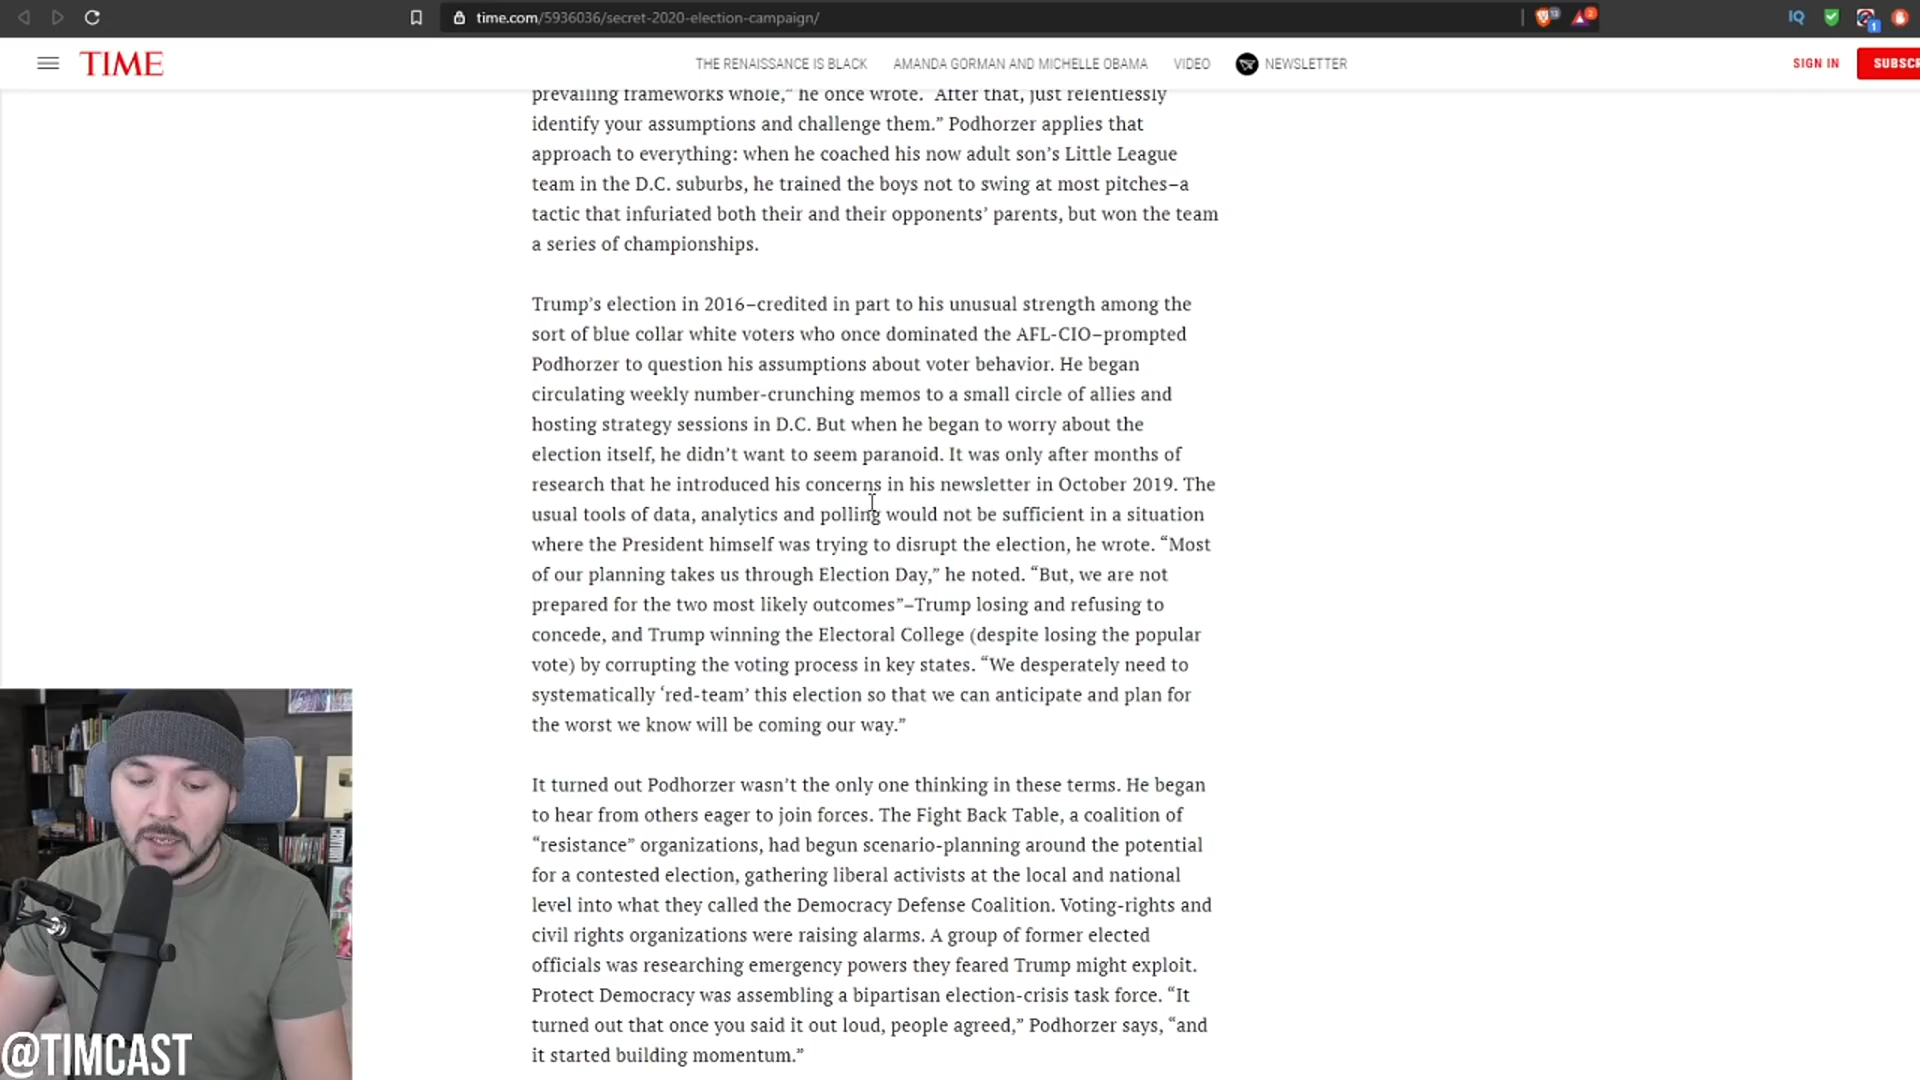 time.com/5936036/secret-2020-election-campaign/
IQ
TIME
THE RENAISSANCE IS BLACK
AMANDA GORMAN AND MICHELLE OBAMA
VIDEO
NEWSLETTER
SIGN IN
SUBSCR
prevailing frameworks whole,” he once wrote. “After that, just relentlessly
identify your assumptions and challenge them.” Podhorzer applies that
approach to everything: when he coached his now adult son’s Little League
team in the D.C. suburbs, he trained the boys not to swing at most pitches–a
tactic that infuriated both their and their opponents’ parents, but won the team
a series of championships.
Trump’s election in 2016–credited in part to his unusual strength among the
sort of blue collar white voters who once dominated the AFL-CIO–prompted
Podhorzer to question his assumptions about voter behavior. He began
circulating weekly number-crunching memos to a small circle of allies and
hosting strategy sessions in D.C. But when he began to worry about the
election itself, he didn’t want to seem paranoid. It was only after months of
research that he introduced his concerns in his newsletter in October 2019. The
usual tools of data, analytics and polling would not be sufficient in a situation
where the President himself was trying to disrupt the election, he wrote. “Most
of our planning takes us through Election Day,” he noted. “But, we are not
prepared for the two most likely outcomes”–Trump losing and refusing to
concede, and Trump winning the Electoral College (despite losing the popular
vote) by corrupting the voting process in key states. “We desperately need to
systematically ‘red-team’ this election so that we can anticipate and plan for
the worst we know will be coming our way.”
It turned out Podhorzer wasn’t the only one thinking in these terms. He began
to hear from others eager to join forces. The Fight Back Table, a coalition of
“resistance” organizations, had begun scenario-planning around the potential
for a contested election, gathering liberal activists at the local and national
level into what they called the Democracy Defense Coalition. Voting-rights and
civil rights organizations were raising alarms. A group of former elected
officials was researching emergency powers they feared Trump might exploit.
Protect Democracy was assembling a bipartisan election-crisis task force. “It
turned out that once you said it out loud, people agreed,” Podhorzer says, “and
it started building momentum.”
@TIMCAST